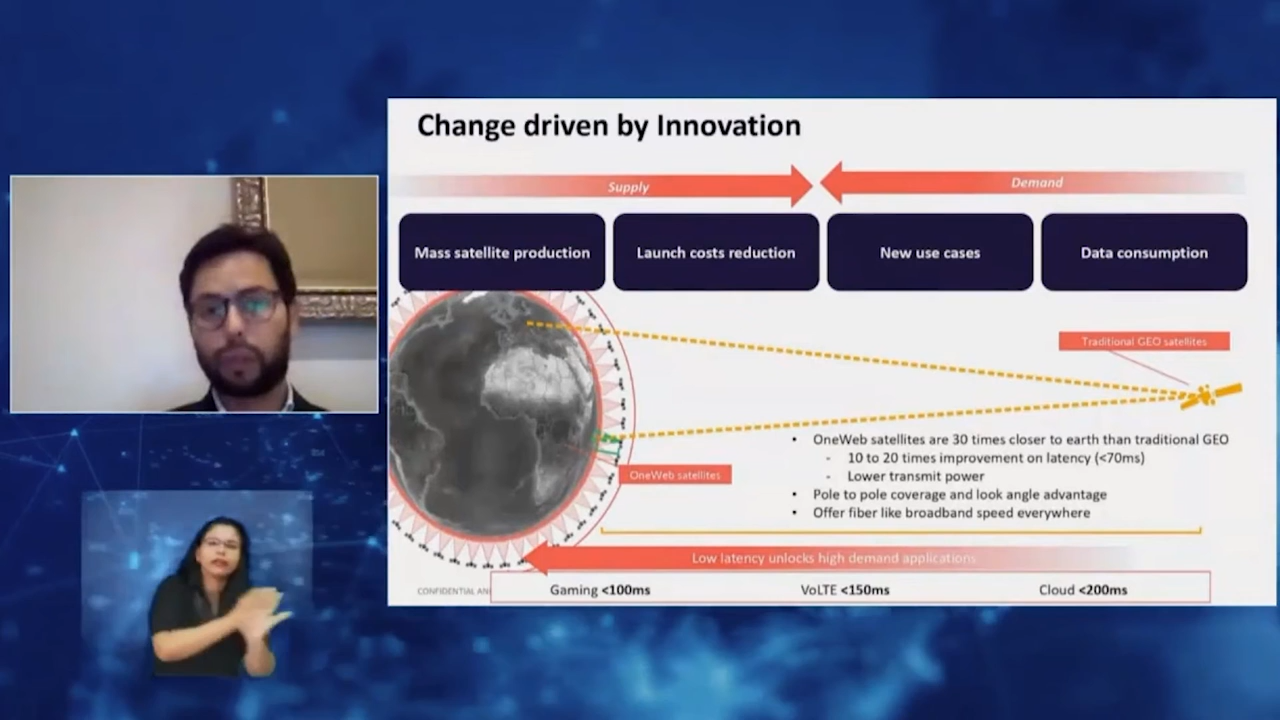 Change driven by Innovation
Supply
Demand
Mass satellite production
Launch costs reduction
New use cases
Data consumption
Traditional GEO satellites
• OneWeb satellites are 30 times closer to earth than traditional GEO
- 10 to 20 times improvement on latency (<70ms)
- Lower transmit power
• Pole to pole coverage and look angle advantage
• Offer fiber like broadband speed everywhere
OneWeb satellites
Low latency unlocks high demand applications
CONFIDENTIAL
Gaming <100ms
VoLTE <150ms
Cloud <200ms